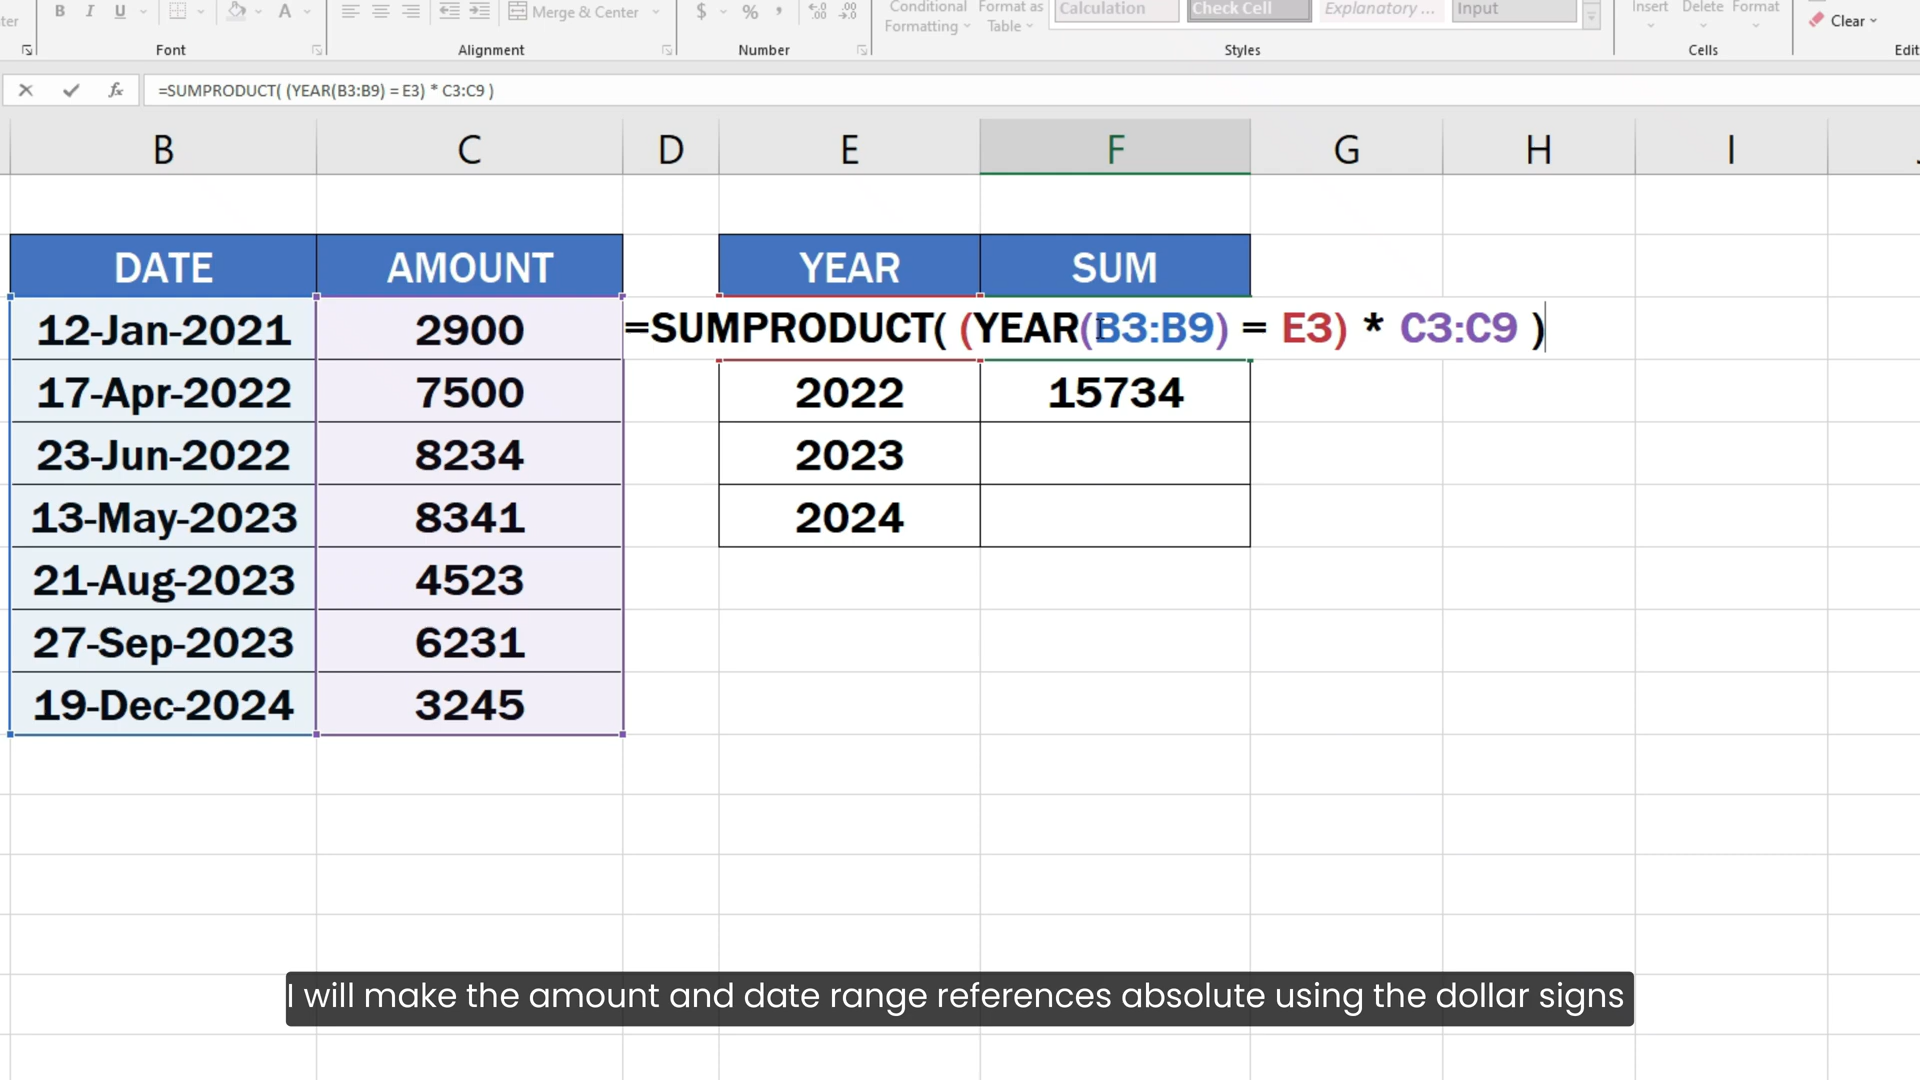 ter
B I U
A
Merge & Center
$ % ,
Conditional
Formatting
Format as
Table
Calculation
Check Cell
Explanatory ...
Input
Insert
Delete
Format
Clear
Font
Alignment
Number
Styles
Cells
Edit
fx
=SUMPRODUCT( (YEAR(B3:B9) = E3) * C3:C9 )
B C D E F G H I
DATE AMOUNT YEAR SUM
12-Jan-2021 2900 =SUMPRODUCT( (YEAR(B3:B9) = E3) * C3:C9 )
17-Apr-2022 7500 2022 15734
23-Jun-2022 8234 2023
13-May-2023 8341 2024
21-Aug-2023 4523
27-Sep-2023 6231
19-Dec-2024 3245
I will make the amount and date range references absolute using the dollar signs